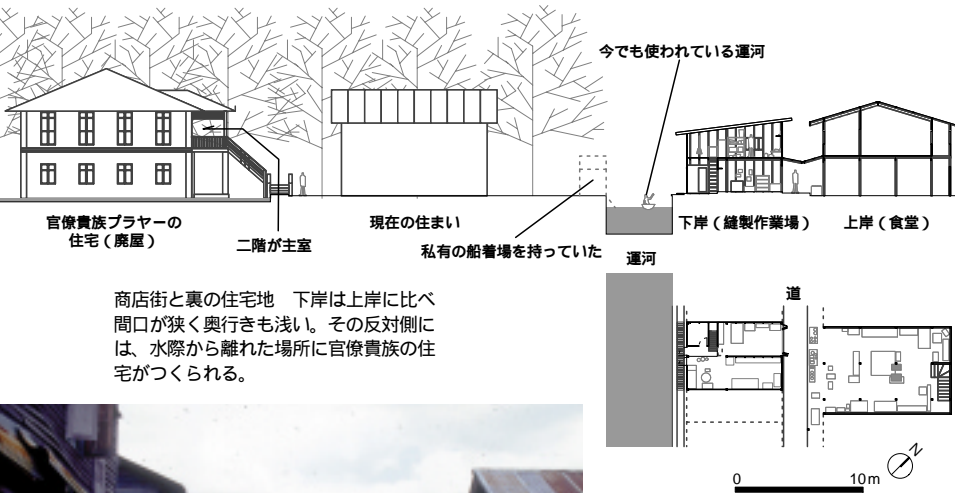 今でも使われている運河
官僚貴族プラヤーの
住宅(廃屋)
二階が主室
現在の住まい
私有の船着場を持っていた
下岸(縫製作業場)
上岸(食堂)
運河
道
商店街と裏の住宅地 下岸は上岸に比べ
間口が狭く奥行きも浅い。その反対側に
は、水際から離れた場所に官僚貴族の住
宅がつくられる。
N
0 10m